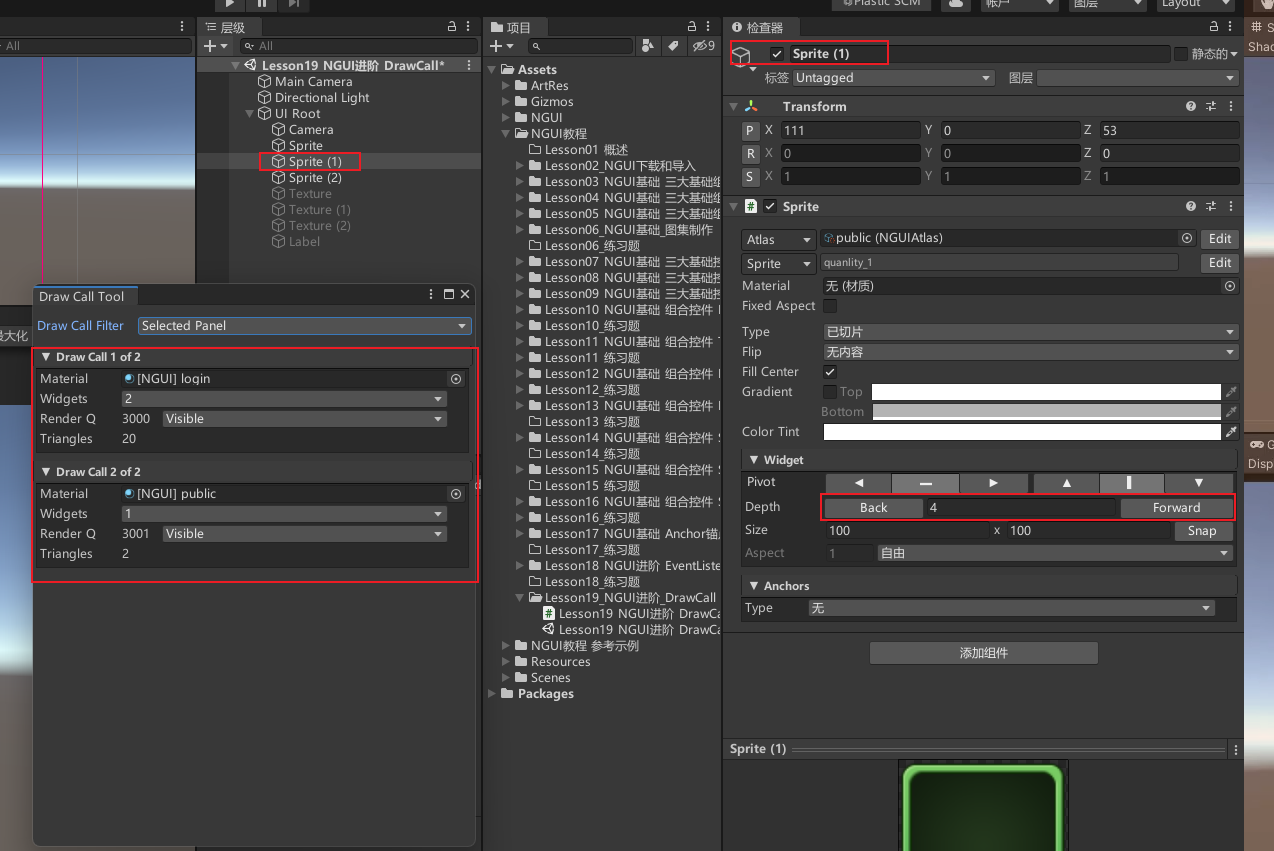 Plastic SCM
帐户
图层
Layout
All
最大化
层级
All
Lesson19_NGUI进阶_DrawCall*
Main Camera
Directional Light
UI Root
Camera
Sprite
Sprite (1)
Sprite (2)
Texture
Texture (1)
Texture (2)
Label
Draw Call Tool
Draw Call Filter
Selected Panel
Draw Call 1 of 2
Material [NGUI] login
Widgets 2
Render Q 3000 Visible
Triangles 20
Draw Call 2 of 2
Material [NGUI] public
Widgets 1
Render Q 3001 Visible
Triangles 2
项目
9
Assets
ArtRes
Gizmos
NGUI
NGUI教程
Lesson01_概述
Lesson02_NGUI下载和导入
Lesson03_NGUI基础_三大基础组
Lesson04_NGUI基础_三大基础组
Lesson05_NGUI基础_三大基础组
Lesson06_NGUI基础_图集制作
Lesson06_练习题
Lesson07_NGUI基础_三大基础控
Lesson08_NGUI基础_三大基础控
Lesson09_NGUI基础_三大基础控
Lesson10_NGUI基础_组合控件
Lesson10_练习题
Lesson11_NGUI基础_组合控件
Lesson11_练习题
Lesson12_NGUI基础_组合控件
Lesson12_练习题
Lesson13_NGUI基础_组合控件
Lesson13_练习题
Lesson14_NGUI基础_组合控件
Lesson14_练习题
Lesson15_NGUI基础_组合控件
Lesson15_练习题
Lesson16_NGUI基础_组合控件
Lesson16_练习题
Lesson17_NGUI基础_Anchor锚
Lesson17_练习题
Lesson18_NGUI进阶_EventListe
Lesson18_练习题
Lesson19_NGUI进阶_DrawCall
Lesson19_NGUI进阶_DrawCa
Lesson19_NGUI进阶_DrawCa
NGUI教程_参考示例
Resources
Scenes
Packages
检查器
Sprite (1)
静态的
标签 Untagged 图层
Transform
P X 111 Y 0 Z 53
R X 0 Y 0 Z 0
S X 1 Y 1 Z 1
Sprite
Atlas public (NGUIAtlas) Edit
Sprite quanlity_1 Edit
Material 无 (材质)
Fixed Aspect
Type 已切片
Flip 无内容
Fill Center
Gradient Top
Bottom
Color Tint
Widget
Pivot
Depth Back 4 Forward
Size 100 x 100 Snap
Aspect 1 自由
Anchors
Type 无
添加组件
Sprite (1)
Shad
Disp